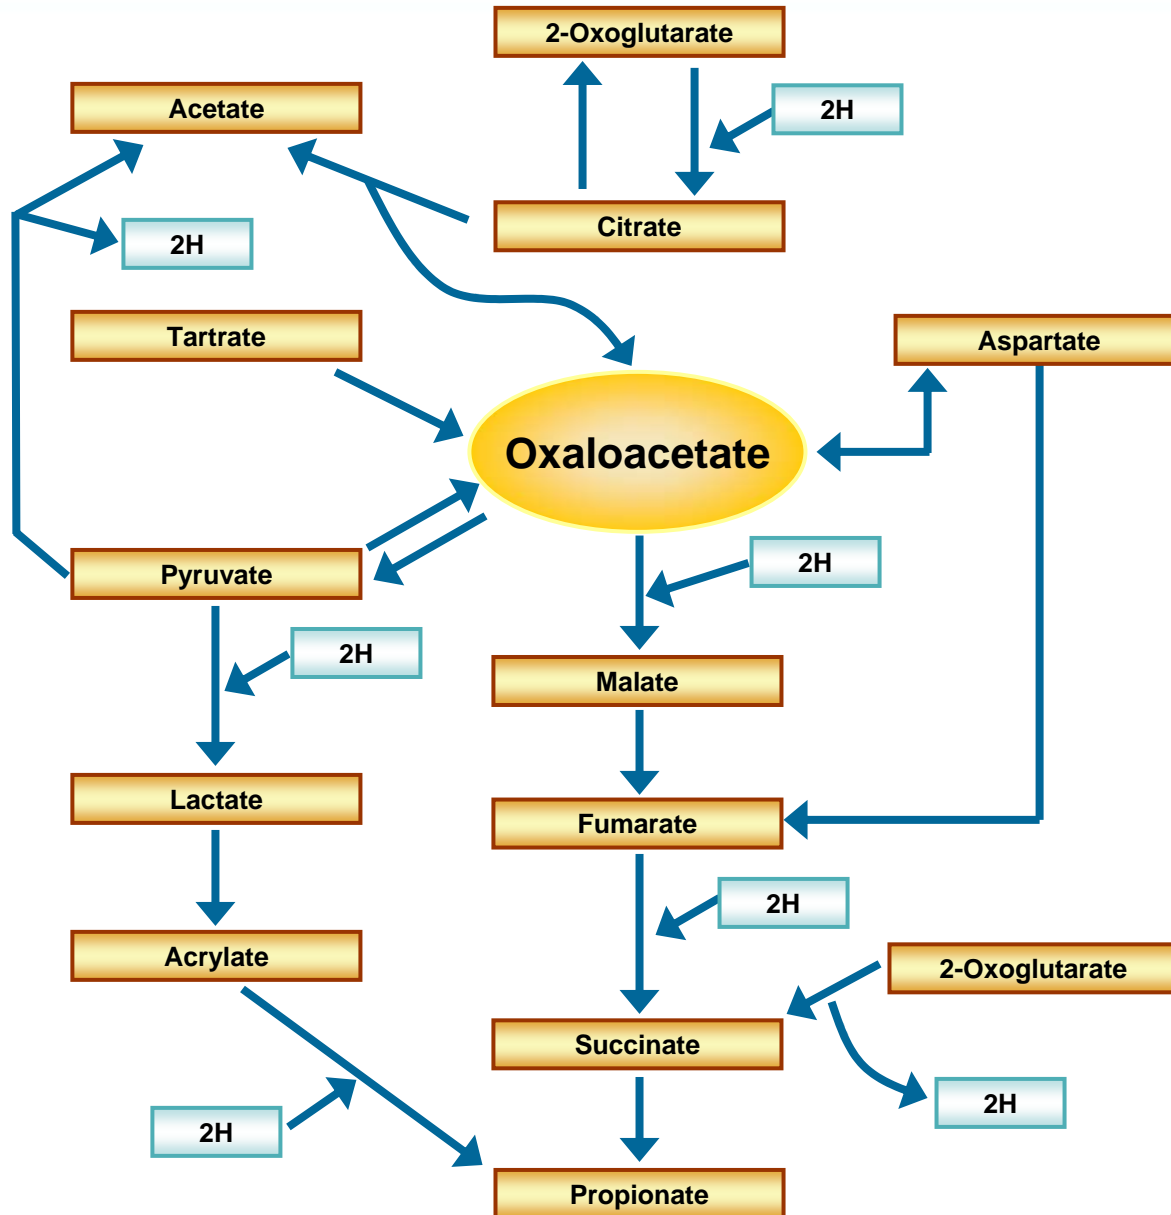 2-Oxoglutarate
Acetate
2H
Citrate
2H
Tartrate
Aspartate
Oxaloacetate
Pyruvate
2H
2H
Malate
Lactate
Fumarate
2H
Acrylate
2-Oxoglutarate
Succinate
2H
2H
Propionate